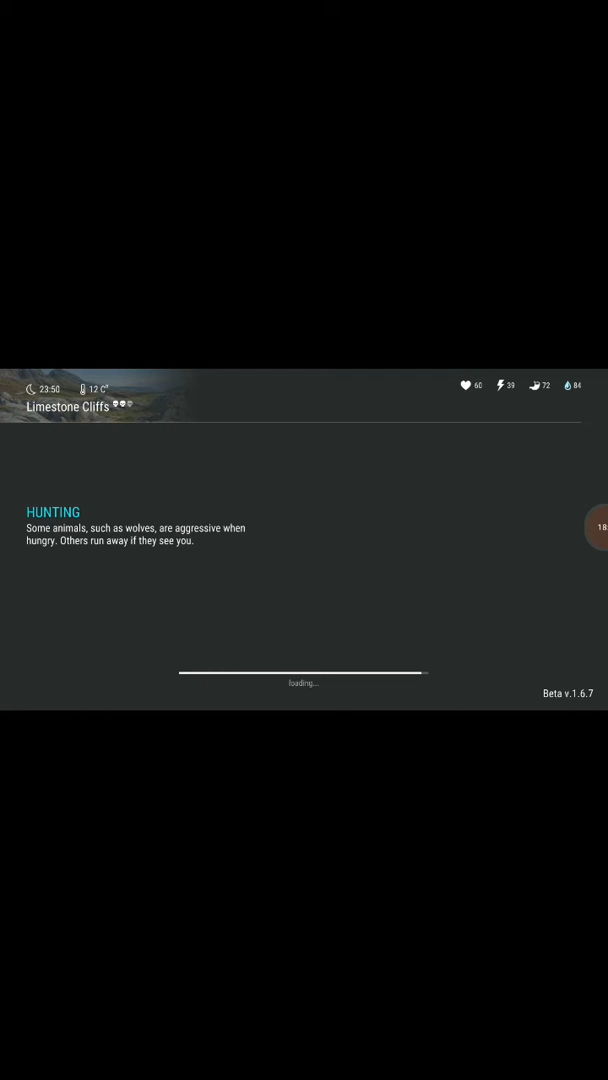 23:50 12 C° 60 39 72 84
Limestone Cliffs
HUNTING
Some animals, such as wolves, are aggressive when
hungry. Others run away if they see you.
18
loading...
Beta v.1.6.7